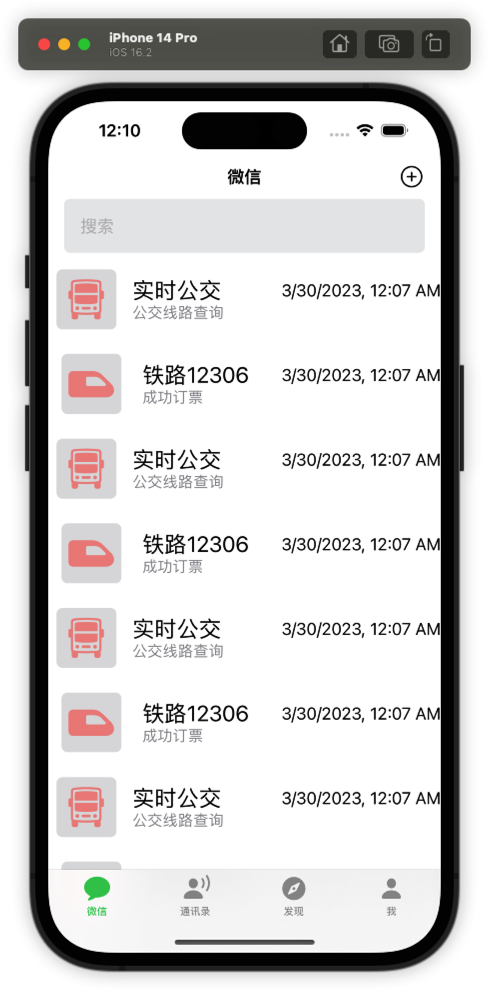 iPhone 14 Pro
iOS 16.2
12:10
微信
搜索
实时公交 3/30/2023, 12:07 AM
公交线路查询
铁路12306 3/30/2023, 12:07 AM
成功订票
实时公交 3/30/2023, 12:07 AM
公交线路查询
铁路12306 3/30/2023, 12:07 AM
成功订票
实时公交 3/30/2023, 12:07 AM
公交线路查询
铁路12306 3/30/2023, 12:07 AM
成功订票
实时公交 3/30/2023, 12:07 AM
公交线路查询
微信 通讯录 发现 我